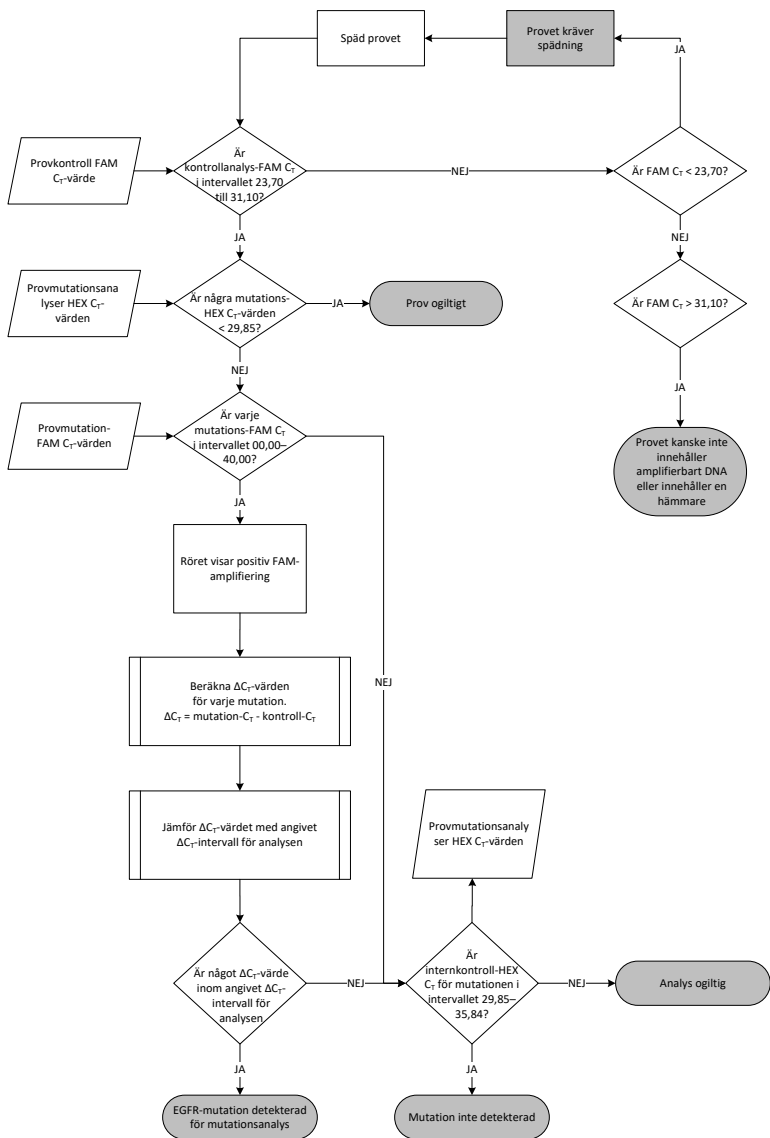 Späd provet
Provet kräver
spädning
JA
Provkontroll FAM
CT-värde
Är
kontrollanalys-FAM CT
i intervallet 23,70
till 31,10?
NEJ
Är FAM CT < 23,70?
JA
NEJ
Provmutationsana
lyser HEX CT-
värden
Är några mutations-
HEX CT-värden
< 29,85?
JA
Prov ogiltigt
Är FAM CT > 31,10?
NEJ
JA
Provmutation-
FAM CT-värden
Är varje
mutations-FAM CT
i intervallet 00,00–
40,00?
Provet kanske inte
innehåller
amplifierbart DNA
eller innehåller en
hämmare
JA
Röret visar positiv FAM-
amplifiering
NEJ
Beräkna ΔCT-värden
för varje mutation.
ΔCT = mutation-CT - kontroll-CT
Jämför ΔCT-värdet med angivet
ΔCT-intervall för analysen
Provmutationsanaly
ser HEX CT-värden
Är något ΔCT-värde
inom angivet ΔCT-
intervall för
analysen
NEJ
Är
internkontroll-HEX
CT för mutationen i
intervallet 29,85–
35,84?
NEJ
Analys ogiltig
JA
JA
EGFR-mutation detekterad
för mutationsanalys
Mutation inte detekterad